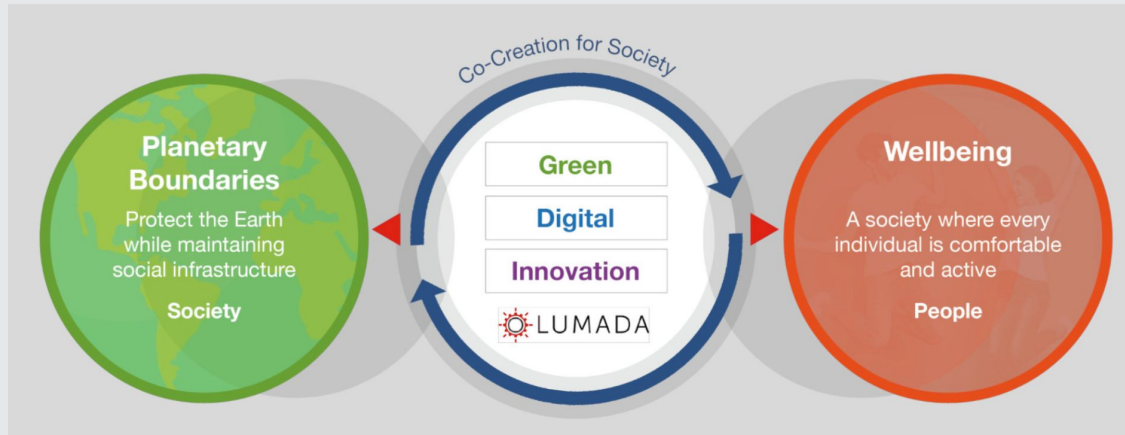 Co-Creation for Society
Planetary
Boundaries
Protect the Earth
while maintaining
social infrastructure
Society
Green
Digital
Innovation
LUMADA
Wellbeing
A society where every
individual is comfortable
and active
People